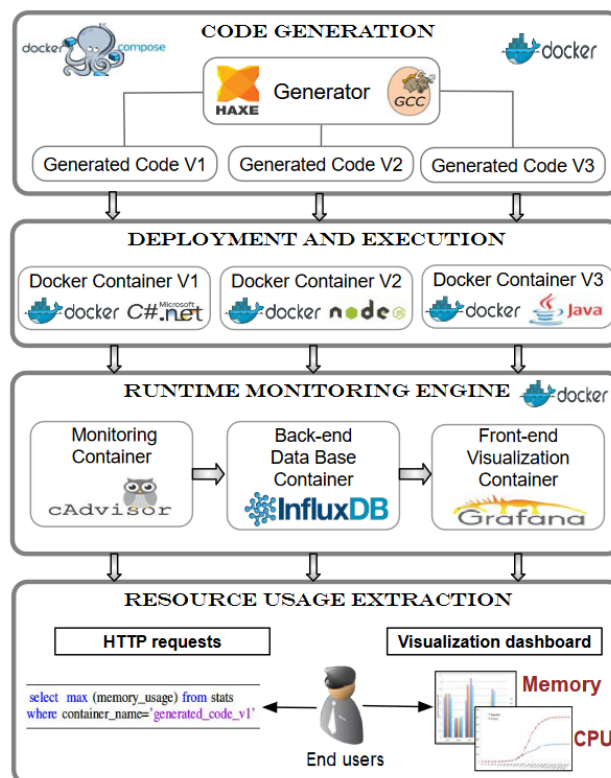 CODE GENERATION
docker compose
docker
HAXE
Generator
GCC
Generated Code V1
Generated Code V2
Generated Code V3
DEPLOYMENT AND EXECUTION
Docker Container V1
docker C# Microsoft .net
Docker Container V2
docker node JS
Docker Container V3
docker Java
RUNTIME MONITORING ENGINE
docker
Monitoring
Container
cAdvisor
Back-end
Data Base
Container
InfluxDB
Front-end
Visualization
Container
Grafana
RESOURCE USAGE EXTRACTION
HTTP requests
select max (memory_usage) from stats
where container_name='generated_code_v1'
End users
Visualization dashboard
Memory
CPU